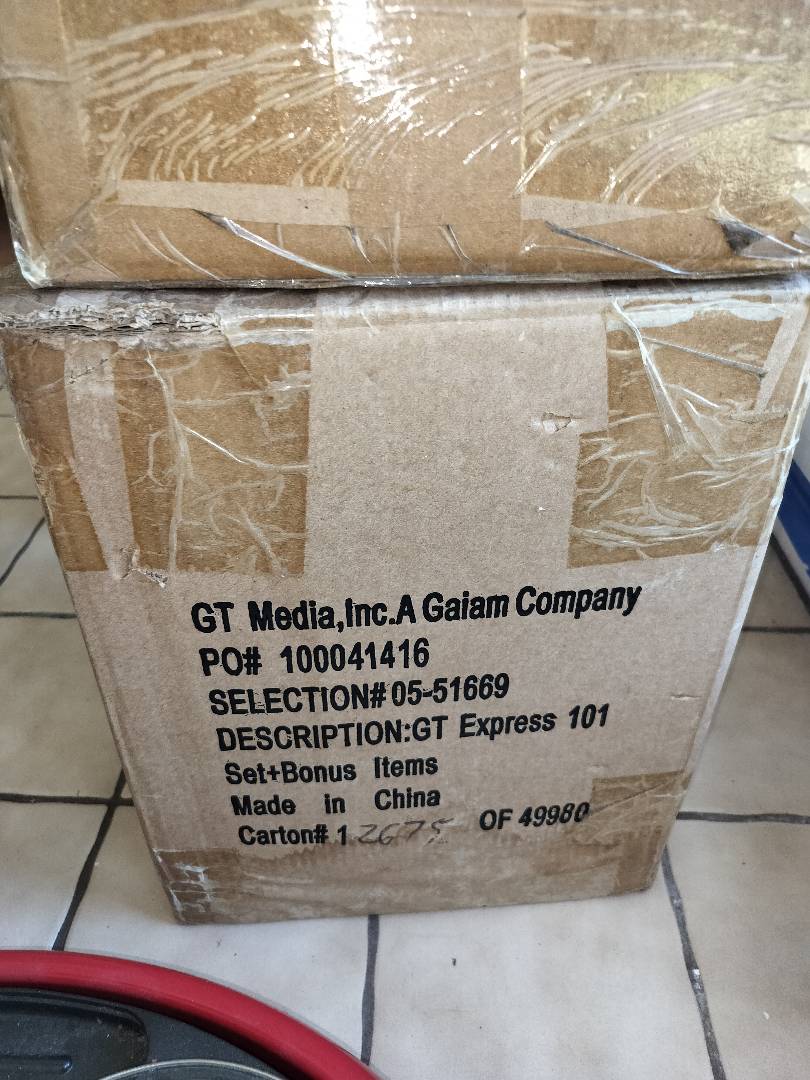 GT Media,Inc.A Gaiam Company
PO# 100041416
SELECTION#05-51669
DESCRIPTION:GT Express 101
Set+Bonus Items
Made in China
Carton# 1 2675 OF 49980